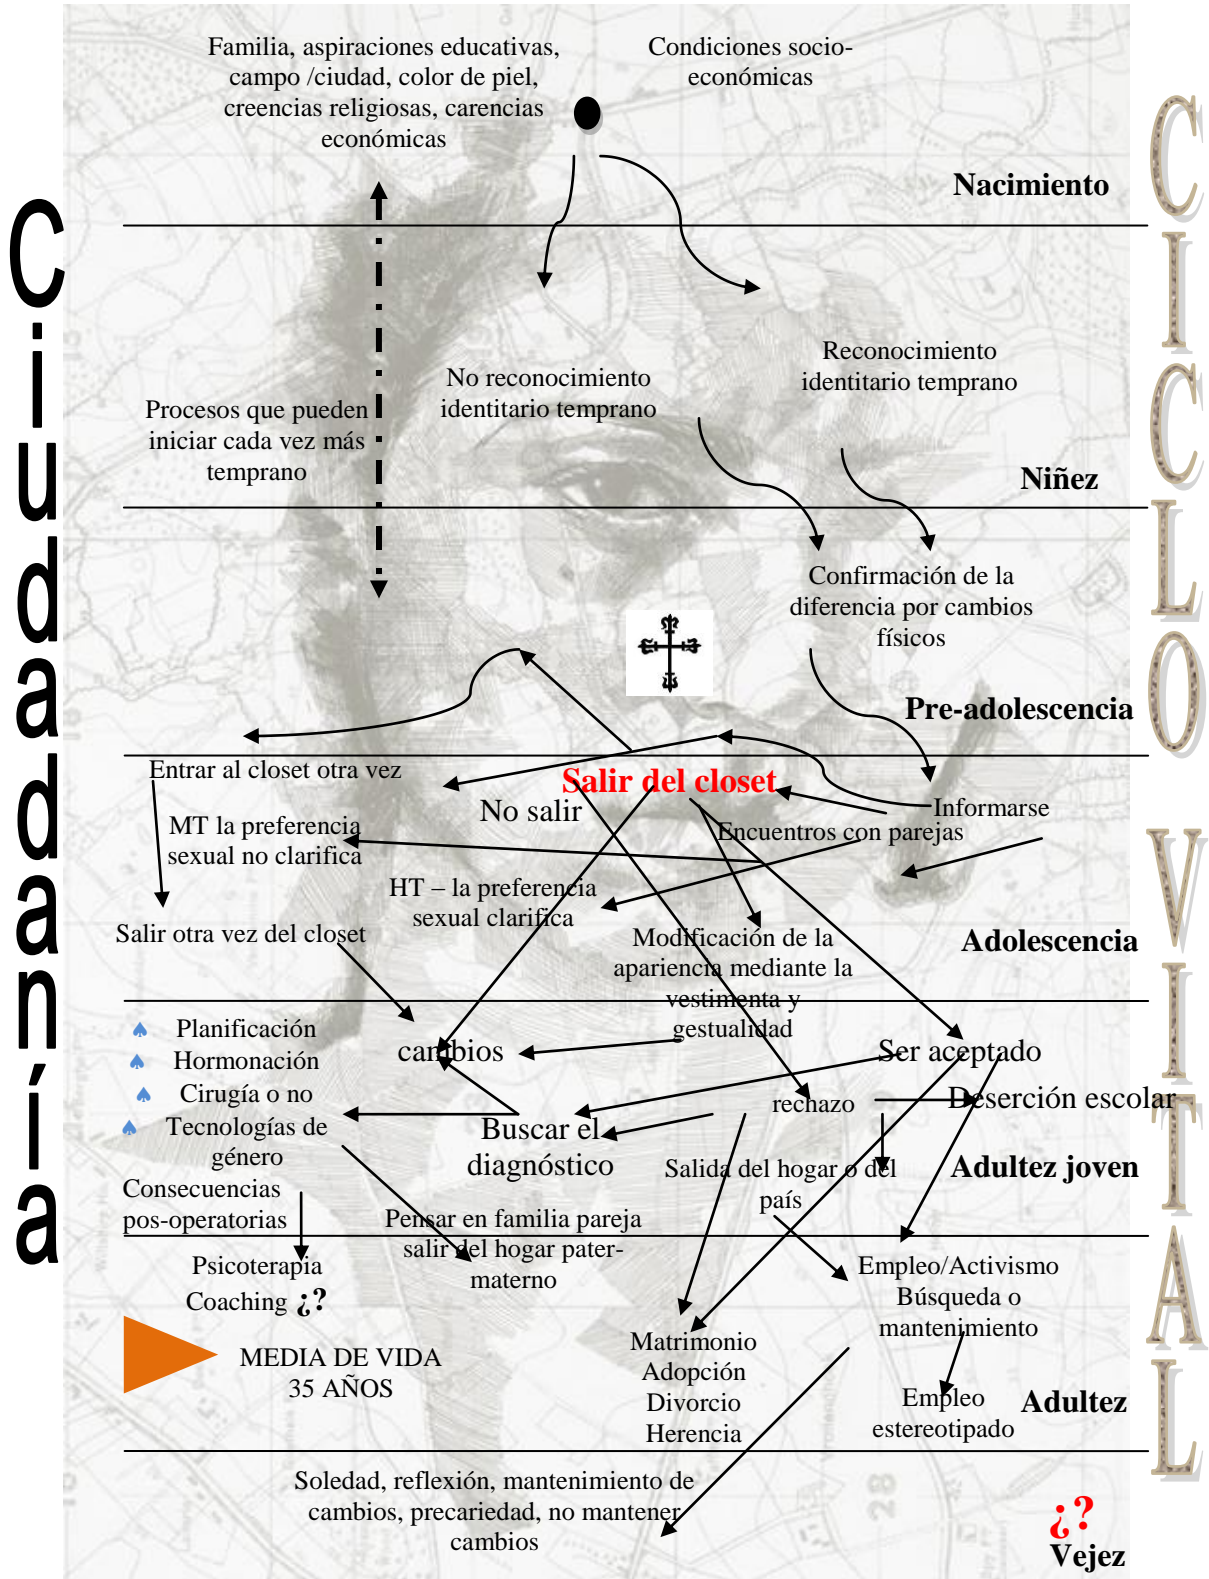 Familia, aspiraciones educativas,
campo /ciudad, color de piel,
creencias religiosas, carencias
económicas
Condiciones socio-
económicas
Nacimiento
Ciudadanía
CICLO VITAL
Procesos que pueden
iniciar cada vez más
temprano
No reconocimiento
identitario temprano
Reconocimiento
identitario temprano
Niñez
Confirmación de la
diferencia por cambios
físicos
Pre-adolescencia
Entrar al closet otra vez
Salir del closet
No salir
Informarse
MT la preferencia
sexual no clarifica
Encuentros con parejas
HT – la preferencia
sexual clarifica
Salir otra vez del closet
Modificación de la
apariencia mediante la
vestimenta y
gestualidad
Adolescencia
Planificación
Hormonación
Cirugía o no
Tecnologías de
género
Consecuencias
pos-operatorias
cambios
Ser aceptado
rechazo
Deserción escolar
Buscar el
diagnóstico
Salida del hogar o del
país
Adultez joven
Pensar en familia pareja
salir del hogar pater-
materno
Psicoterapia
Coaching ¿?
Empleo/Activismo
Búsqueda o
mantenimiento
MEDIA DE VIDA
35 AÑOS
Matrimonio
Adopción
Divorcio
Herencia
Empleo
estereotipado
Adultez
Soledad, reflexión, mantenimiento de
cambios, precariedad, no mantener
cambios
28
¿?
Vejez